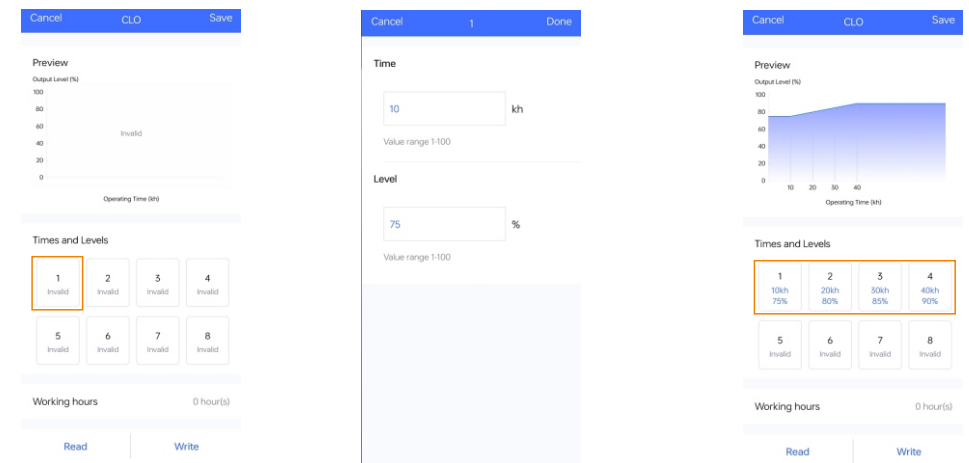 Cancel CLO Save
Preview
Output Level (%)
100
80
60
Invalid
40
20
0
Operating Time (kh)
Times and Levels
1 2 3 4
Invalid Invalid Invalid Invalid
5 6 7 8
Invalid Invalid Invalid Invalid
Working hours 0 hour(s)
Read Write
Cancel 1 Done
Time
10 kh
Value range 1-100
Level
75 %
Value range 1-100
Cancel CLO Save
Preview
Output Level (%)
100
80
60
40
20
0
10 20 30 40
Operating Time (kh)
Times and Levels
1 2 3 4
10kh 20kh 30kh 40kh
75% 80% 85% 90%
5 6 7 8
Invalid Invalid Invalid Invalid
Working hours 0 hour(s)
Read Write